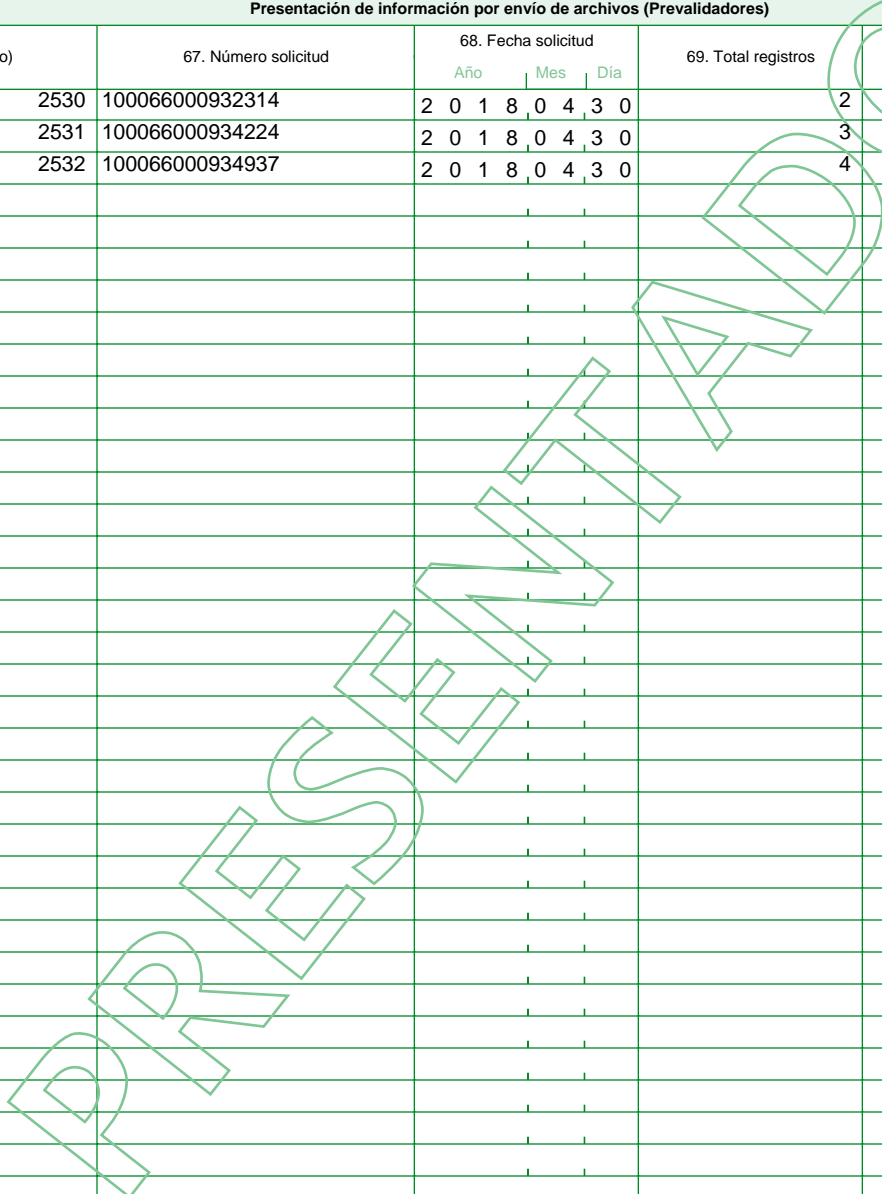 Presentación de información por envío de archivos (Prevalidadores)
o) 67. Número solicitud 68. Fecha solicitud 69. Total registros
Año Mes Día
2530 100066000932314 2 0 1 8 0 4 3 0 2
2531 100066000934224 2 0 1 8 0 4 3 0 3
2532 100066000934937 2 0 1 8 0 4 3 0 4
PRESENTADO